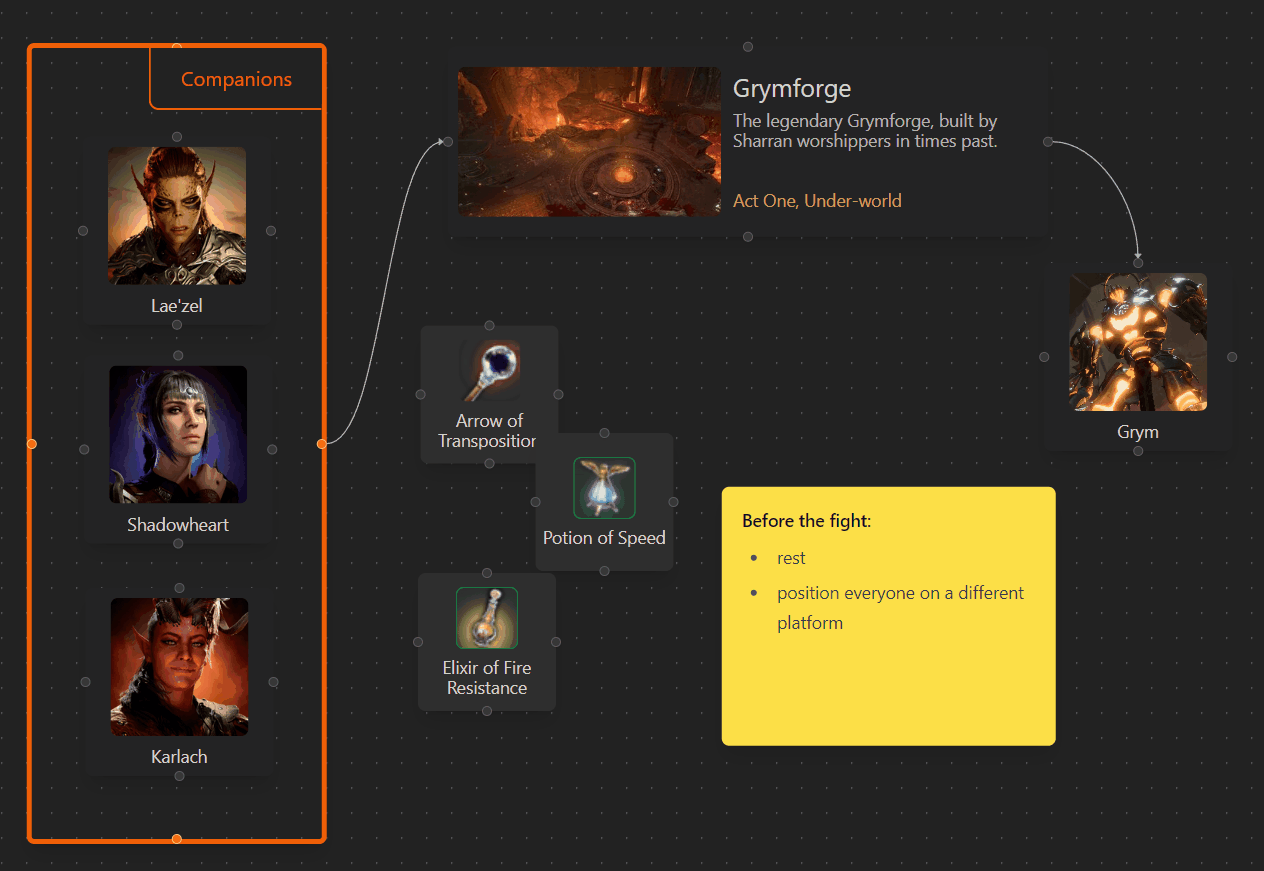 Companions
Lae'zel
Shadowheart
Karlach
Grymforge
The legendary Grymforge, built by
Sharran worshippers in times past.
Act One, Under-world
Grym
Arrow of
Transposition
Potion of Speed
Elixir of Fire
Resistance
Before the fight:
• rest
• position everyone on a different
platform